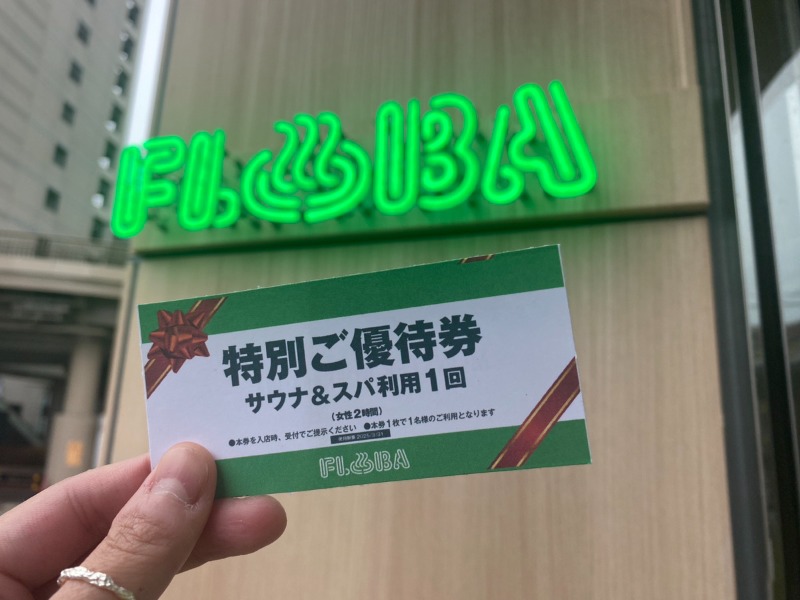 FLOBA
特別ご優待券
サウナ&スパ利用1回
(女性2時間)
●本券を入店時、受付でご提示ください ●本券1枚で1名様のご利用となります
FLOBA